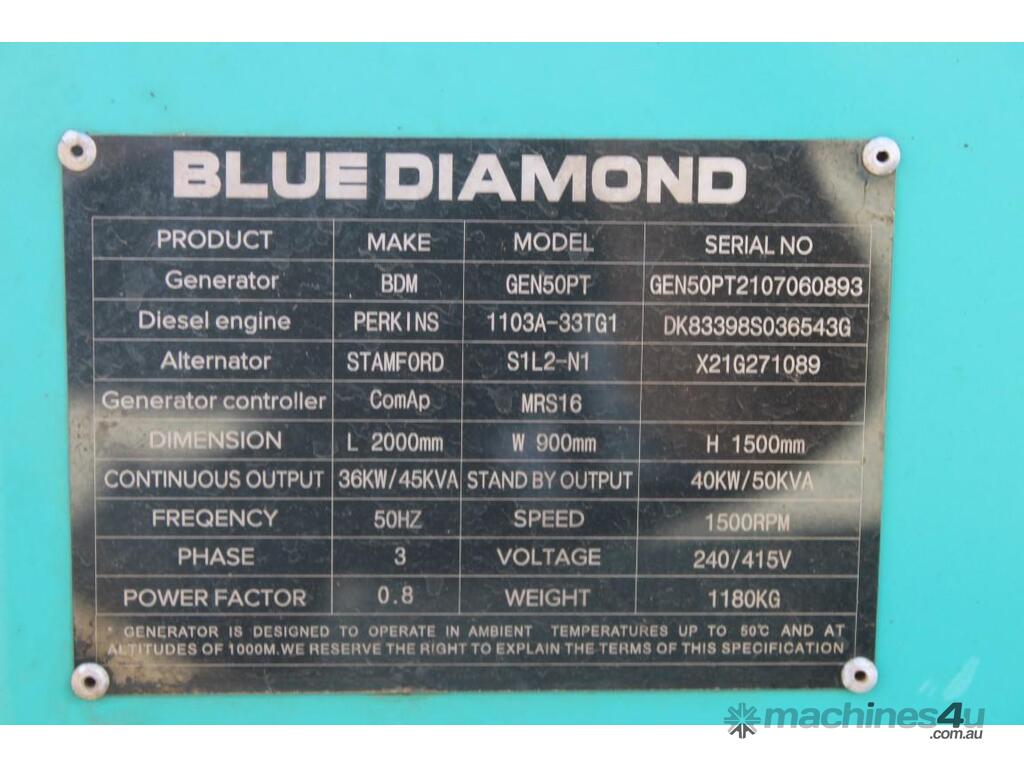 BLUE DIAMOND
PRODUCT MAKE MODEL SERIAL NO
Generator BDM GEN50PT GEN50PT2107060893
Diesel engine PERKINS 1103A-33TG1 DK83398S036543G
Alternator STAMFORD S1L2-N1 X21G271089
Generator controller ComAp MRS16
DIMENSION L 2000mm W 900mm H 1500mm
CONTINUOUS OUTPUT 36KW/45KVA STAND BY OUTPUT 40KW/50KVA
FREQENCY 50HZ SPEED 1500RPM
PHASE 3 VOLTAGE 240/415V
POWER FACTOR 0.8 WEIGHT 1180KG
* GENERATOR IS DESIGNED TO OPERATE IN AMBIENT TEMPERATURES UP TO 50℃ AND AT
ALTITUDES OF 1000M.WE RESERVE THE RIGHT TO EXPLAIN THE TERMS OF THIS SPECIFICATION
machines4u
.com.au